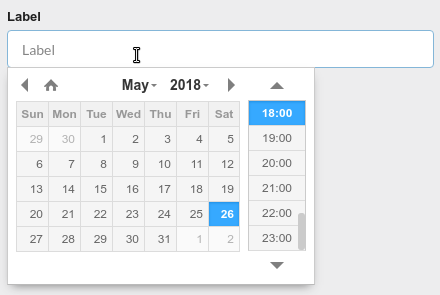 Label
Label
May 2018
Sun Mon Tue Wed Thu Fri Sat
29 30 1 2 3 4 5
6 7 8 9 10 11 12
13 14 15 16 17 18 19
20 21 22 23 24 25 26
27 28 29 30 31 1 2
18:00
19:00
20:00
21:00
22:00
23:00